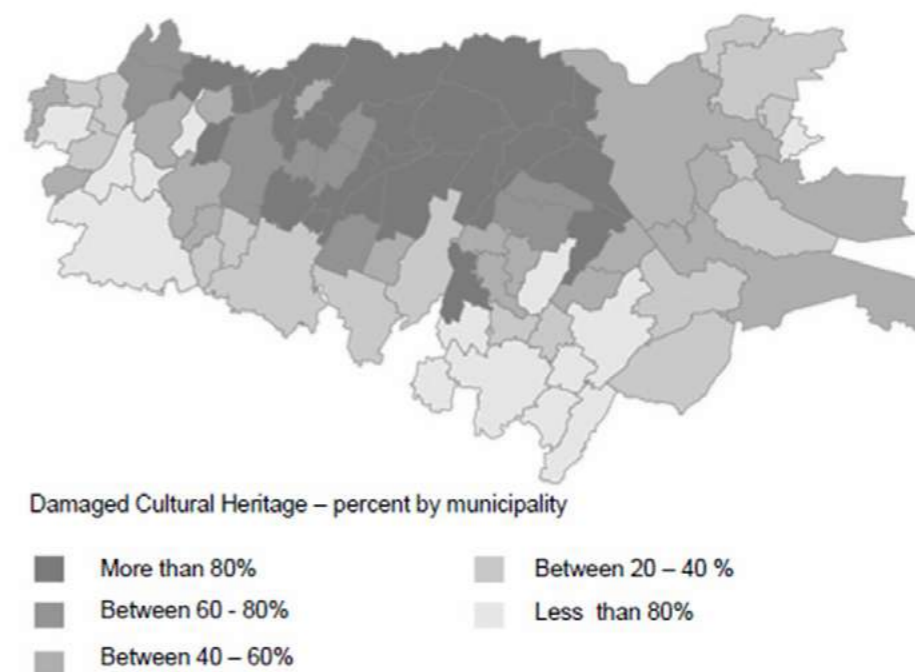 Damaged Cultural Heritage – percent by municipality
More than 80%
Between 60 - 80%
Between 40 – 60%
Between 20 – 40 %
Less than 80%